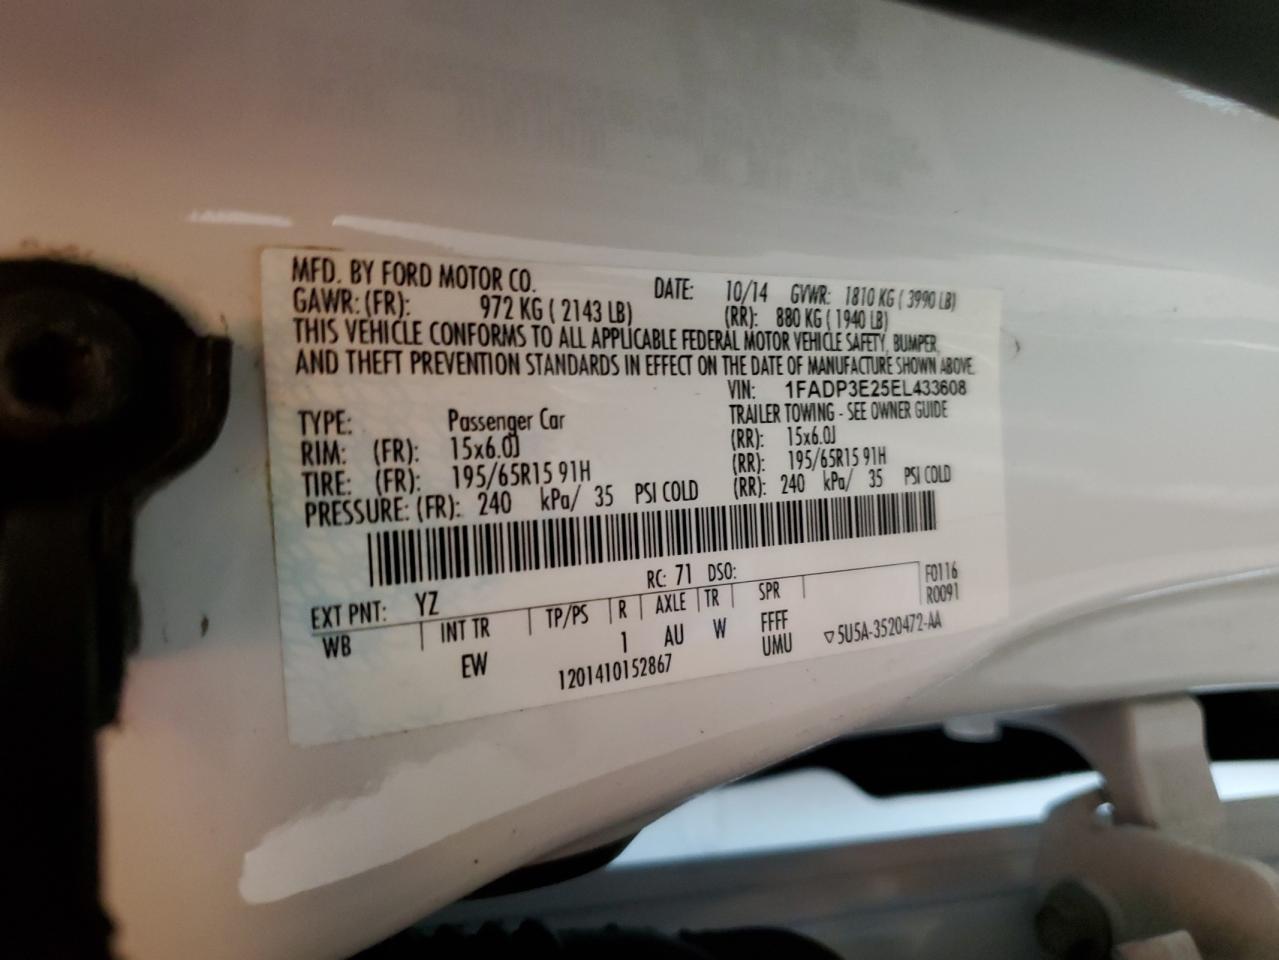 MFD. BY FORD MOTOR CO. DATE: 10/14 GVWR: 1810 KG ( 3990 LB)
GAWR: (FR): 972 KG ( 2143 LB) (RR): 880 KG ( 1940 LB)
THIS VEHICLE CONFORMS TO ALL APPLICABLE FEDERAL MOTOR VEHICLE SAFETY, BUMPER,
AND THEFT PREVENTION STANDARDS IN EFFECT ON THE DATE OF MANUFACTURE SHOWN ABOVE.
VIN: 1FADP3E25EL433608
TYPE: Passenger Car TRAILER TOWING - SEE OWNER GUIDE
RIM: (FR): 15x6.0J (RR): 15x6.0J
TIRE: (FR): 195/65R15 91H (RR): 195/65R15 91H
PRESSURE: (FR): 240 kPa/ 35 PSI COLD (RR): 240 kPa/ 35 PSI COLD
RC: 71 DSO: F0116
EXT PNT: YZ R0091
WB INT TR TP/PS R AXLE TR SPR
EW 1 AU W FFFF
UMU ▽5U5A-3520472-AA
1201410152867